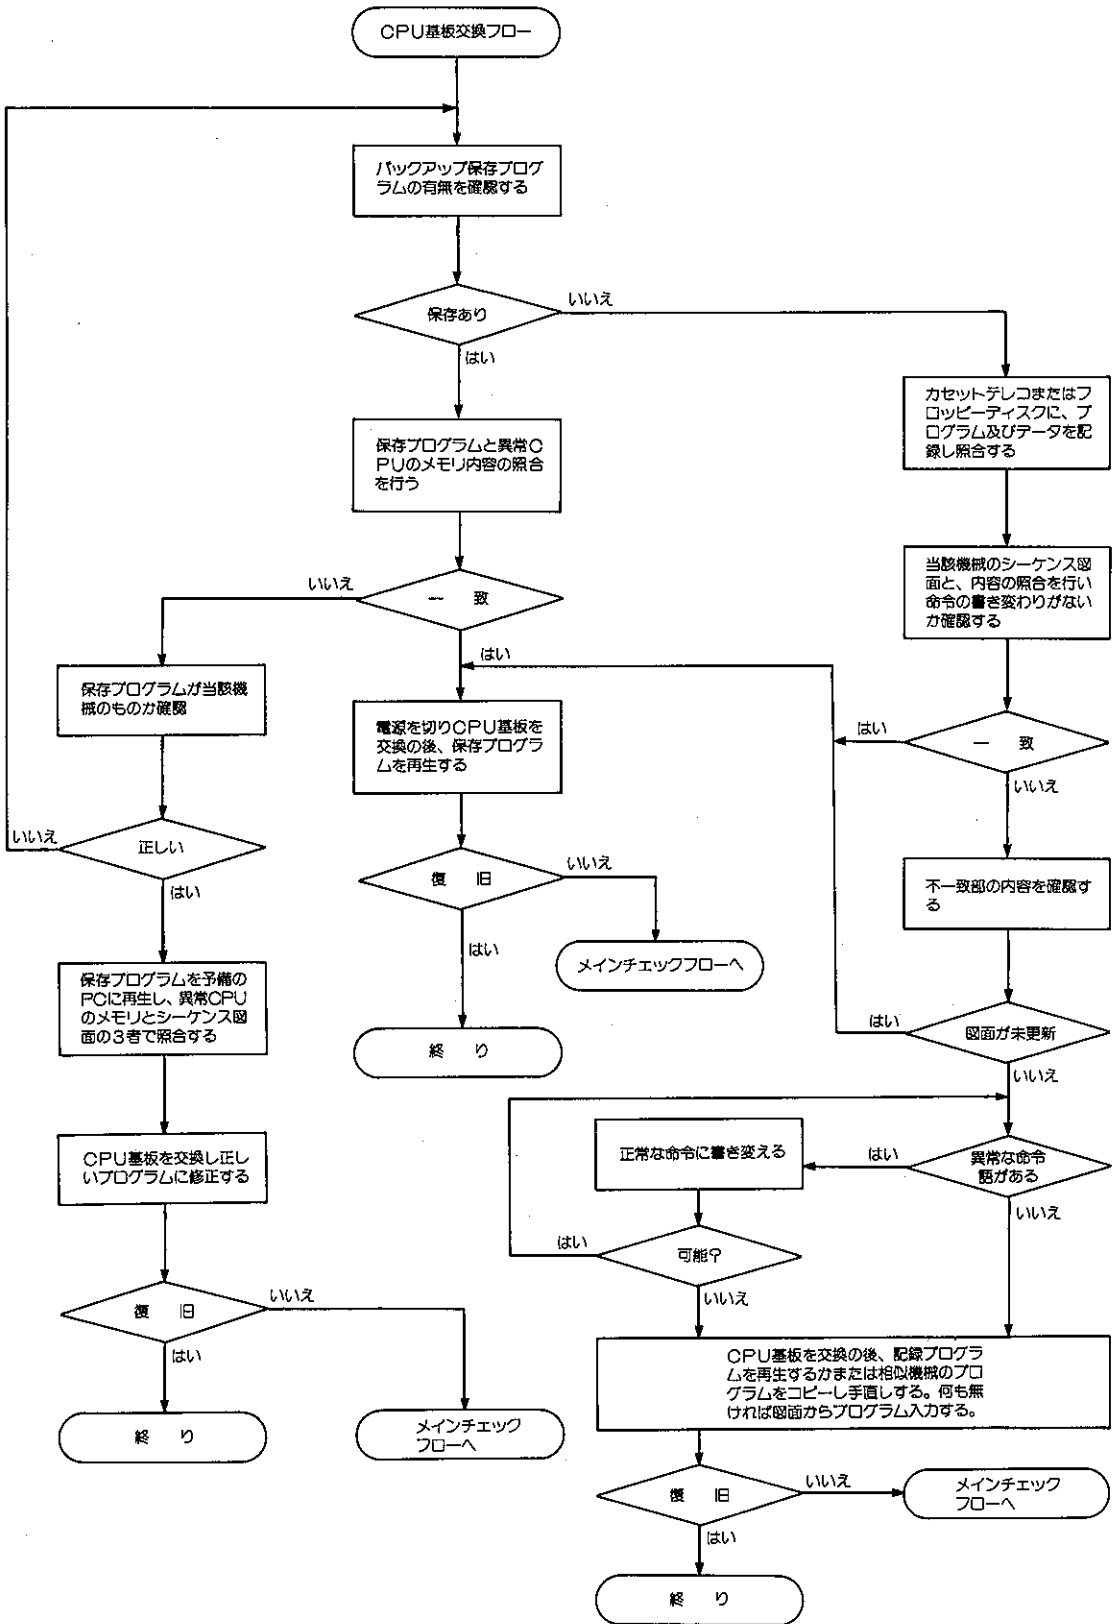 CPU基板交換フロー
バックアップ保存プログ
ラムの有無を確認する
保存あり
いいえ
はい
カセットテレコまたはフ
ロッピーディスクに、プ
ログラム及びデータを記
録し照合する
保存プログラムと異常C
PUのメモリ内容の照合
を行う
当該機械のシーケンス図
面と、内容の照合を行い
命令の書き変わりがない
か確認する
一 致
いいえ
はい
保存プログラムが当該機
械のものか確認
電源を切りCPU基板を
交換の後、保存プログラ
ムを再生する
一 致
はい
いいえ
正しい
いいえ
はい
復 旧
いいえ
はい
不一致部の内容を確認す
る
メインチェックフローへ
保存プログラムを予備の
PCに再生し、異常CPU
のメモリとシーケンス図
面の3者で照合する
終 り
図面が未更新
はい
いいえ
CPU基板を交換し正し
いプログラムに修正する
正常な命令に書き変える
異常な命令
語がある
はい
いいえ
可能?
はい
いいえ
復 旧
いいえ
はい
CPU基板を交換の後、記録プログラ
ムを再生するかまたは相似機械のプロ
グラムをコピーし手直しする。何も無
ければ図面からプログラム入力する。
終 り
メインチェック
フローへ
復 旧
いいえ
はい
メインチェック
フローへ
終 り